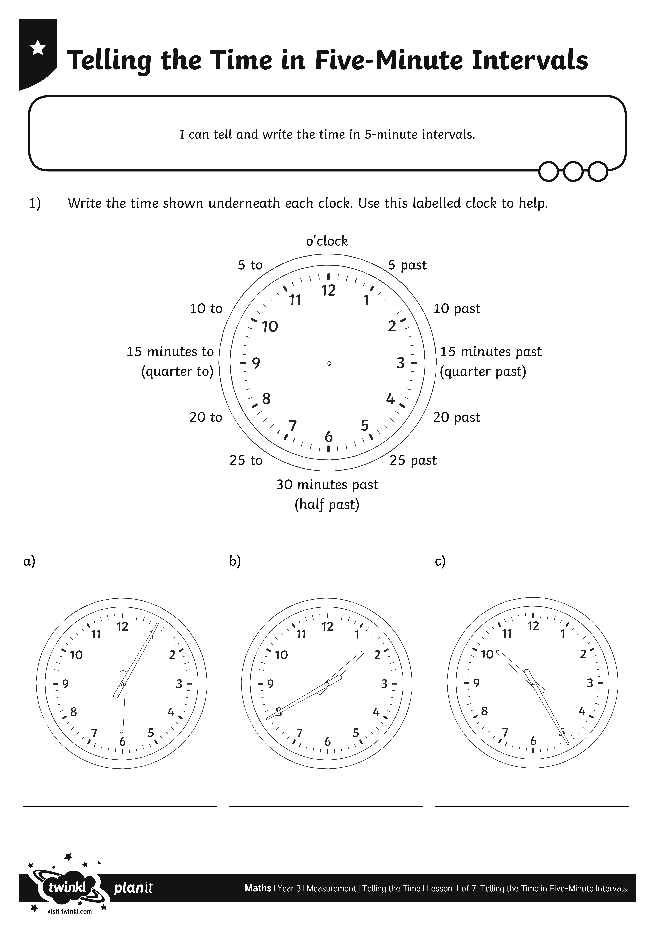 Telling the Time in Five-Minute Intervals
I can tell and write the time in 5-minute intervals.
1) Write the time shown underneath each clock. Use this labelled clock to help.
o'clock
5 to 5 past
12
11 1
10 to 10 past
10 2
15 minutes to 9 3 15 minutes past
(quarter to) (quarter past)
8 4
20 to 20 past
7 5
6
25 to 25 past
30 minutes past
(half past)
a) b) c)
12 12 12
11 11 1 11 1
10 2 10 2 10 2
9 3 9 3 9 3
8 4 8 4 8 4
7 5 7 5 7 5
6 6 6
twinkl planit
visit twinkl.com
Maths | Year 3 | Measurement | Telling the Time | Lesson 1 of 7: Telling the Time in Five-Minute Intervals